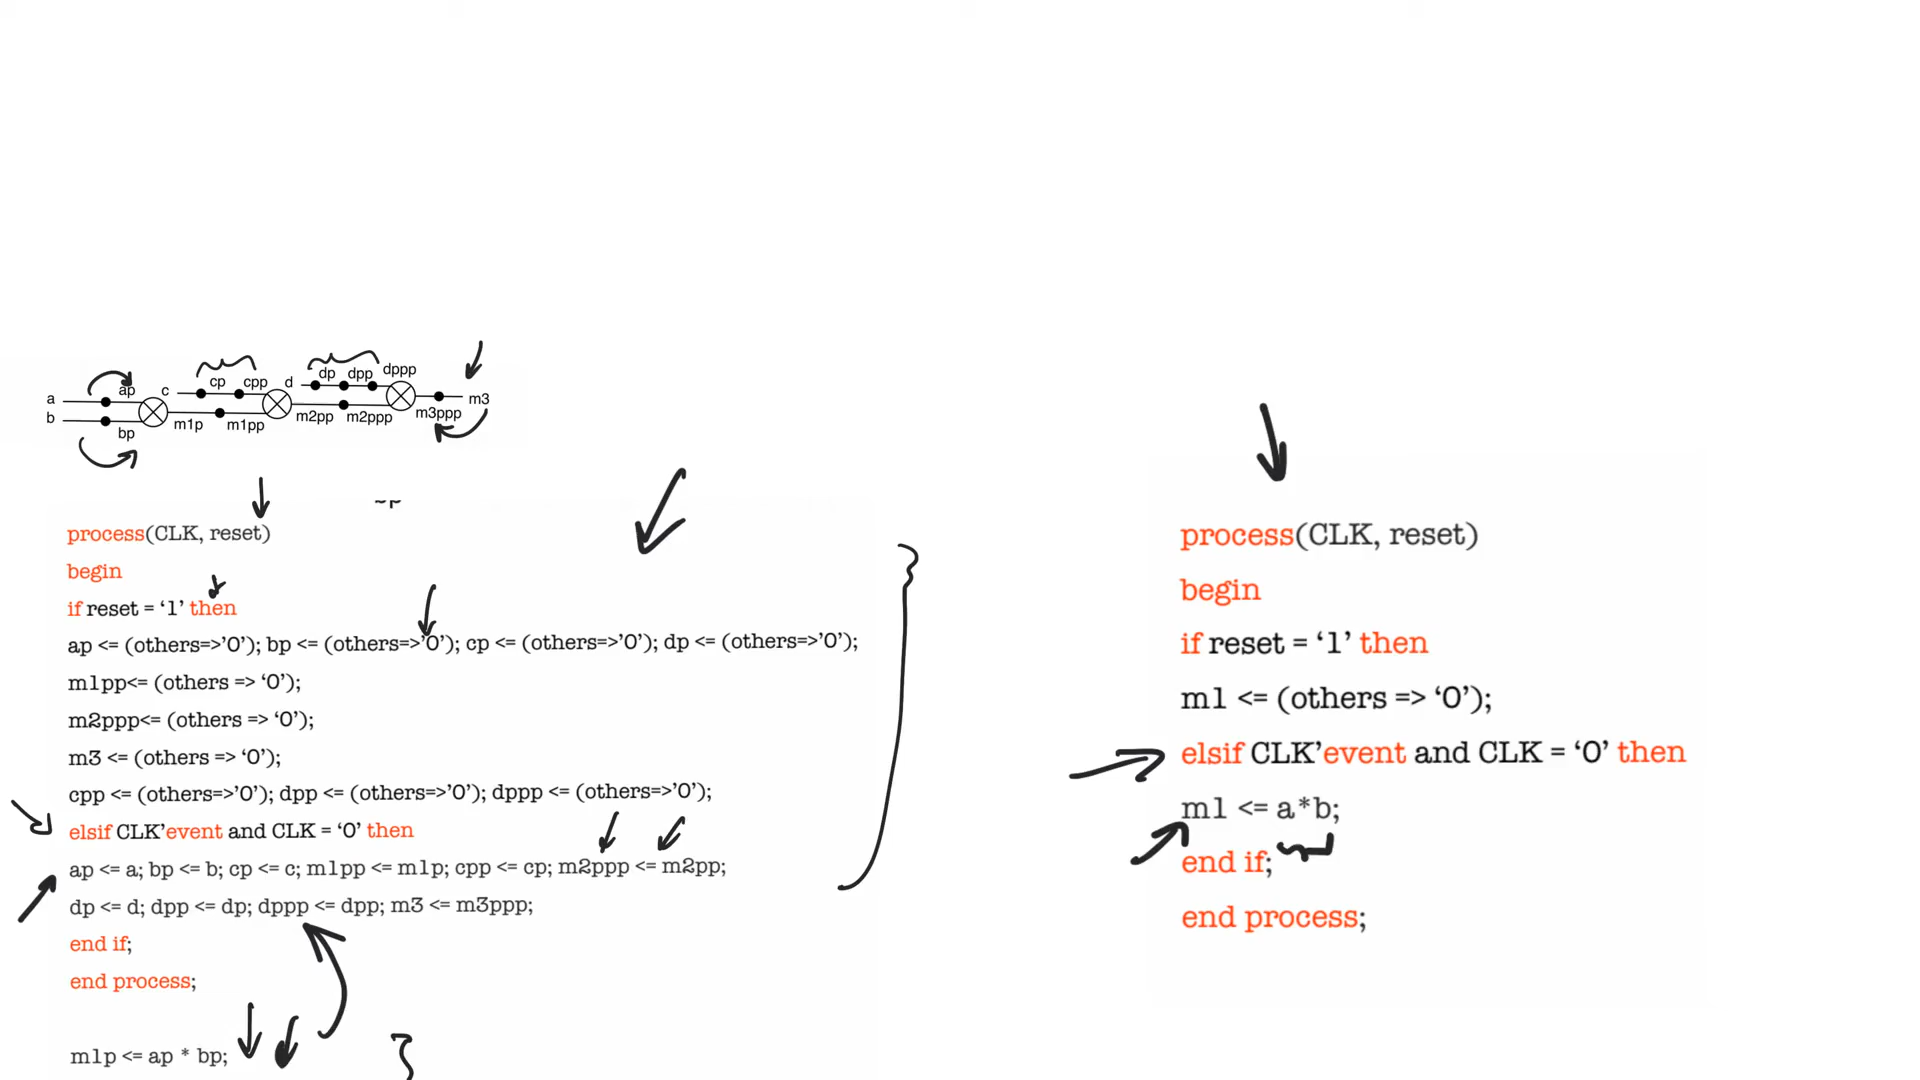 ap c cp cpp d dp dpp dppp
a b bp m1p m1pp m2pp m2ppp m3ppp m3
process(CLK, reset)
begin
if reset = ‘1’ then
ap <= (others=>’0’); bp <= (others=>’0’); cp <= (others=>’0’); dp <= (others=>’0’);
m1pp<= (others => ‘0’);
m2ppp<= (others => ‘0’);
m3 <= (others => ‘0’);
cpp <= (others=>’0’); dpp <= (others=>’0’); dppp <= (others=>’0’);
elsif CLK’event and CLK = ‘0’ then
ap <= a; bp <= b; cp <= c; m1pp <= m1p; cpp <= cp; m2ppp <= m2pp;
dp <= d; dpp <= dp; dppp <= dpp; m3 <= m3ppp;
end if;
end process;
m1p <= ap * bp;
process(CLK, reset)
begin
if reset = ‘1’ then
m1 <= (others => ‘0’);
elsif CLK’event and CLK = ‘0’ then
m1 <= a*b;
end if;
end process;